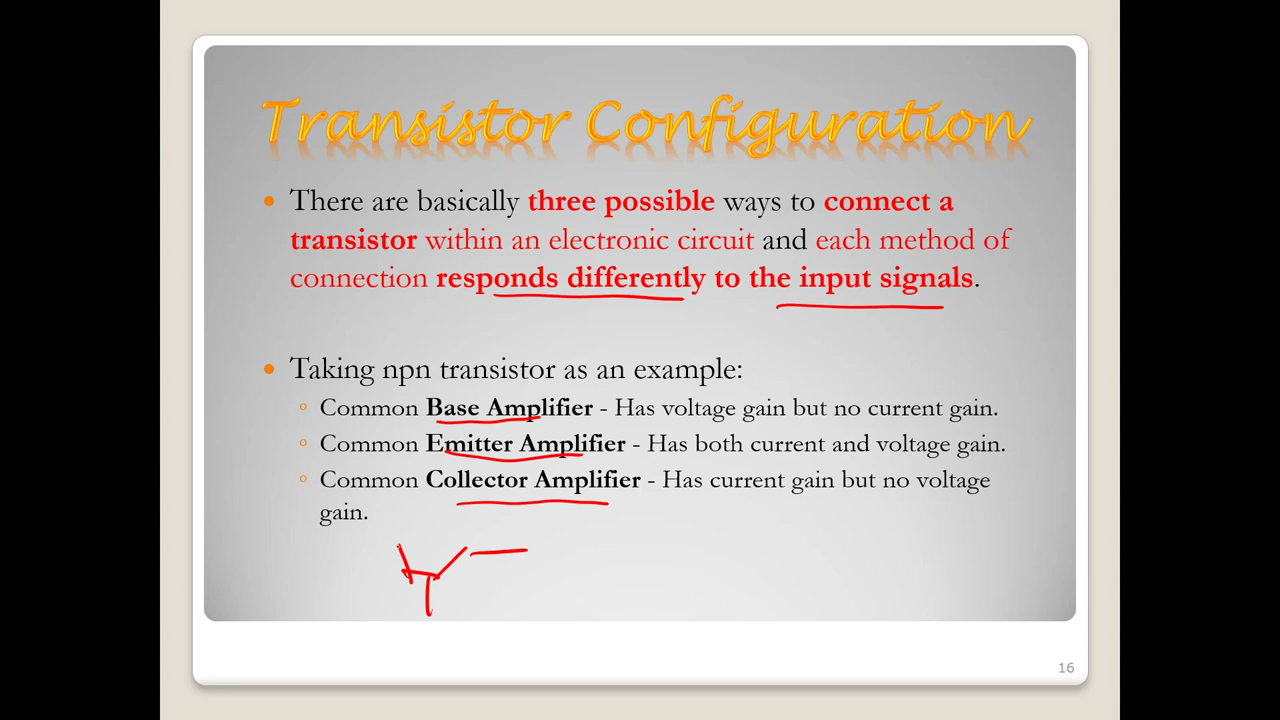 Transistor Configuration
• There are basically three possible ways to connect a
transistor within an electronic circuit and each method of
connection responds differently to the input signals.
• Taking npn transistor as an example:
◦ Common Base Amplifier - Has voltage gain but no current gain.
◦ Common Emitter Amplifier - Has both current and voltage gain.
◦ Common Collector Amplifier - Has current gain but no voltage
gain.
16